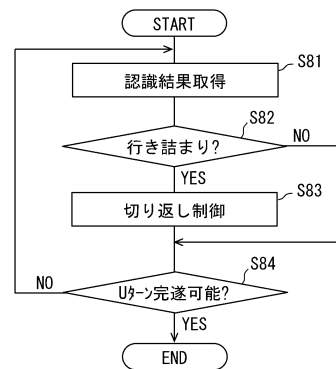 START
S81
認識結果取得
S82
行き詰まり?
NO
YES
S83
切り返し制御
S84
NO
Uターン完遂可能?
YES
END